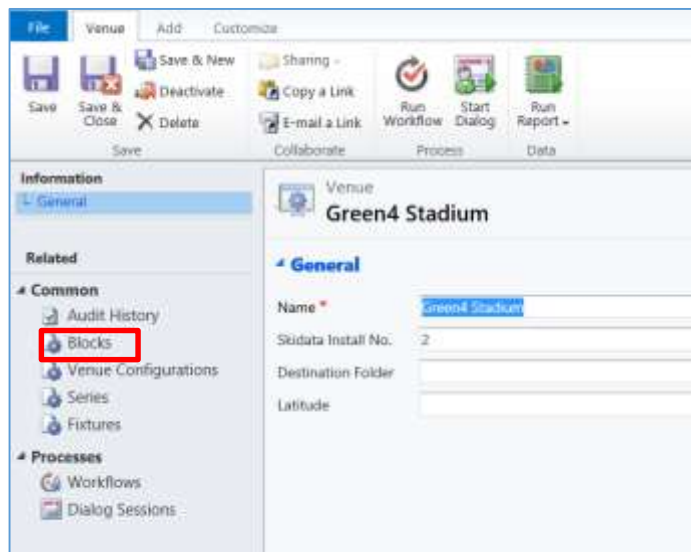 File Venue Add Customize
Save
Save & Close
Save & New
Deactivate
Delete
Save
Sharing
Copy a Link
E-mail a Link
Collaborate
Run Workflow
Start Dialog
Process
Run Report
Data
Information
General
Related
Common
Audit History
Blocks
Venue Configurations
Series
Fixtures
Processes
Workflows
Dialog Sessions
Venue
Green4 Stadium
General
Name * Green4 Stadium
Skidata Install No. 2
Destination Folder
Latitude